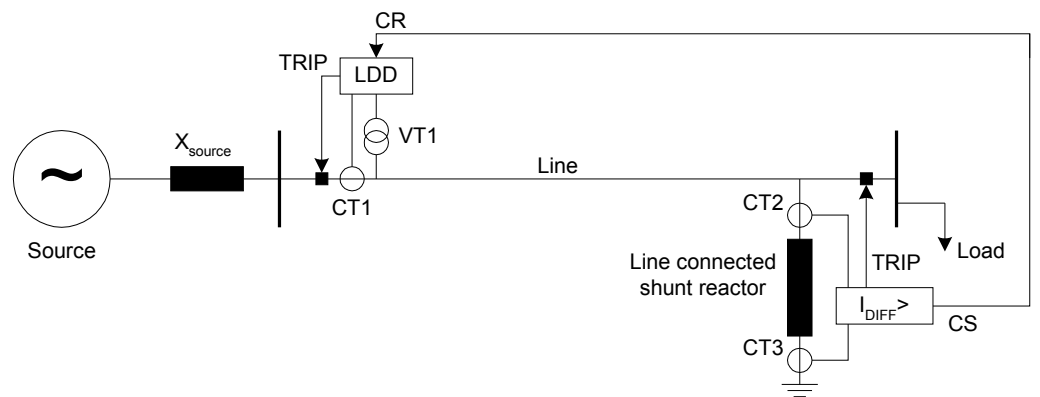 CR
TRIP
LDD
VT1
X_source
~
Line
CT1
Source
CT2
Line connected
shunt reactor
TRIP
Load
I_DIFF>
CS
CT3